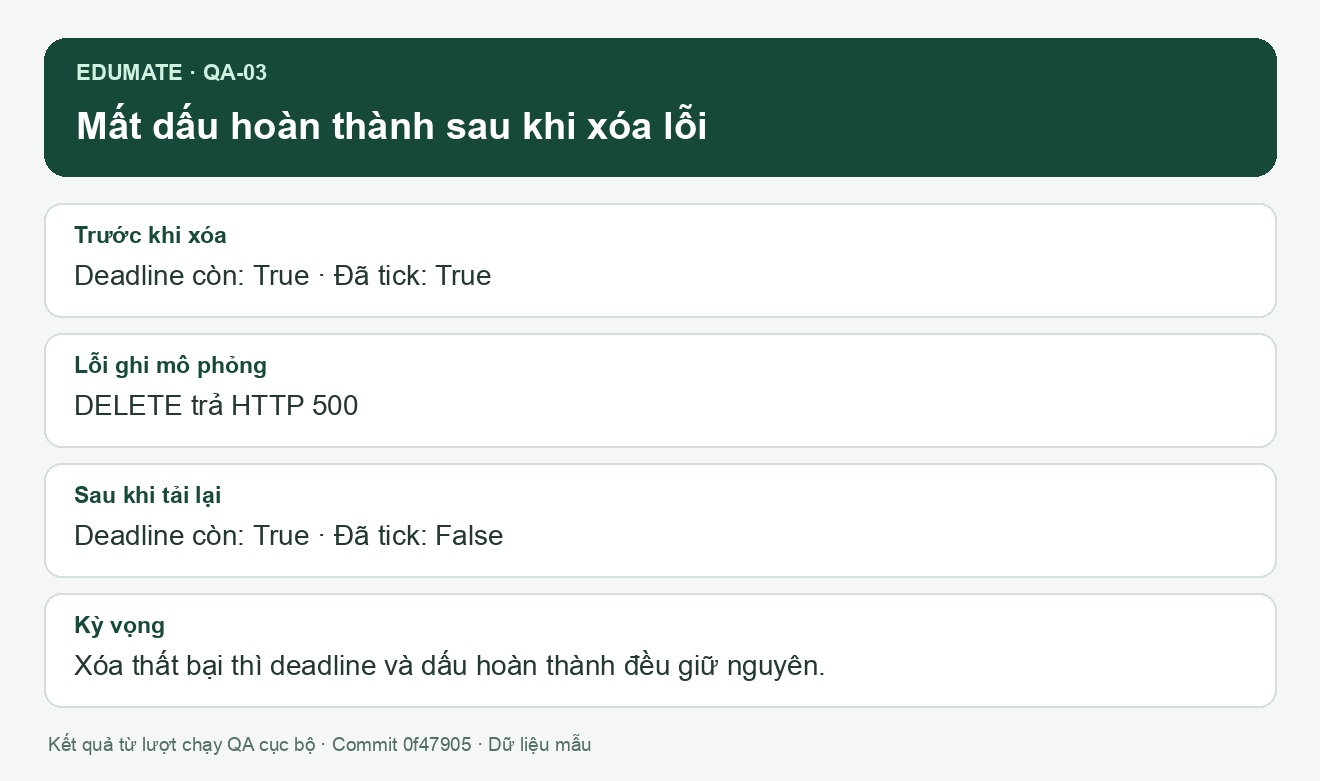 EDUMATE · QA-03
Mất dấu hoàn thành sau khi xóa lỗi
Trước khi xóa
Deadline còn: True · Đã tick: True
Lỗi ghi mô phỏng
DELETE trả HTTP 500
Sau khi tải lại
Deadline còn: True · Đã tick: False
Kỳ vọng
Xóa thất bại thì deadline và dấu hoàn thành đều giữ nguyên.
Kết quả từ lượt chạy QA cục bộ · Commit 0f47905 · Dữ liệu mẫu